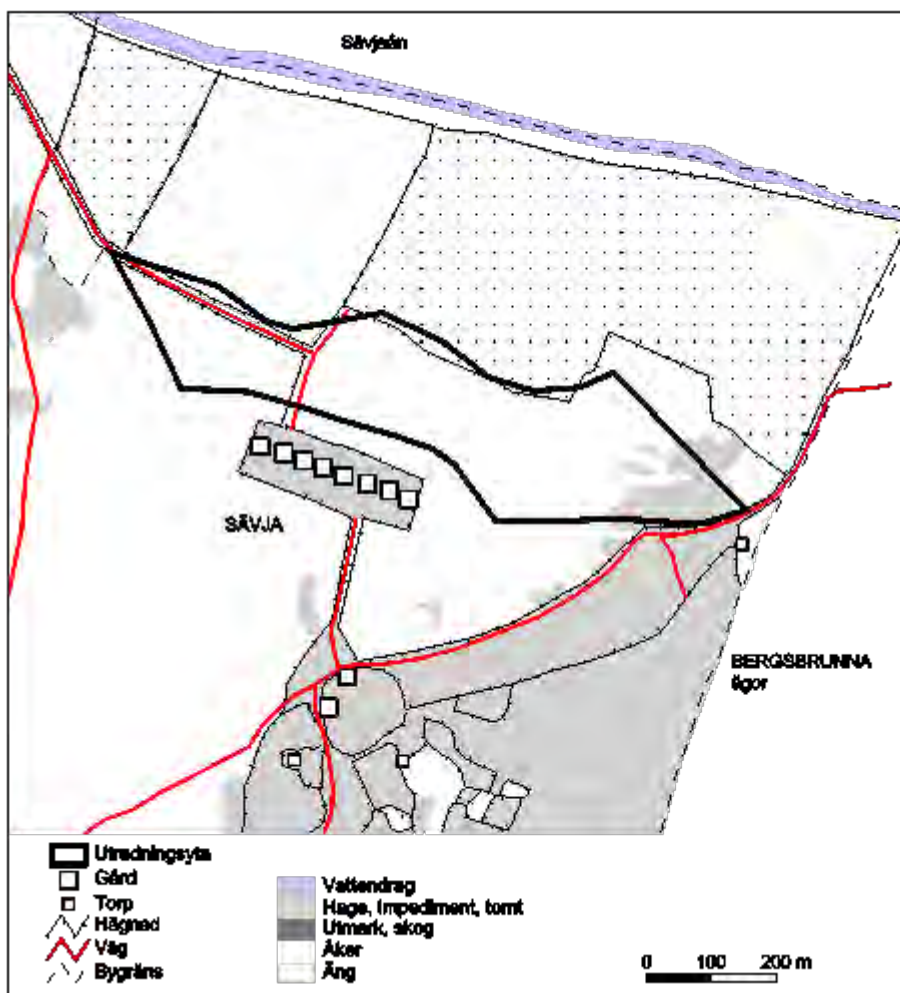 Sävjaån
SÄVJA
BERGSBRUNNA
ägor
Utredningsyta
Gård
Torp
Hägnad
Väg
Bygräns
Vattendrag
Hage, Impediment, tomt
Utmark, skog
Åker
Äng
0 100 200 m